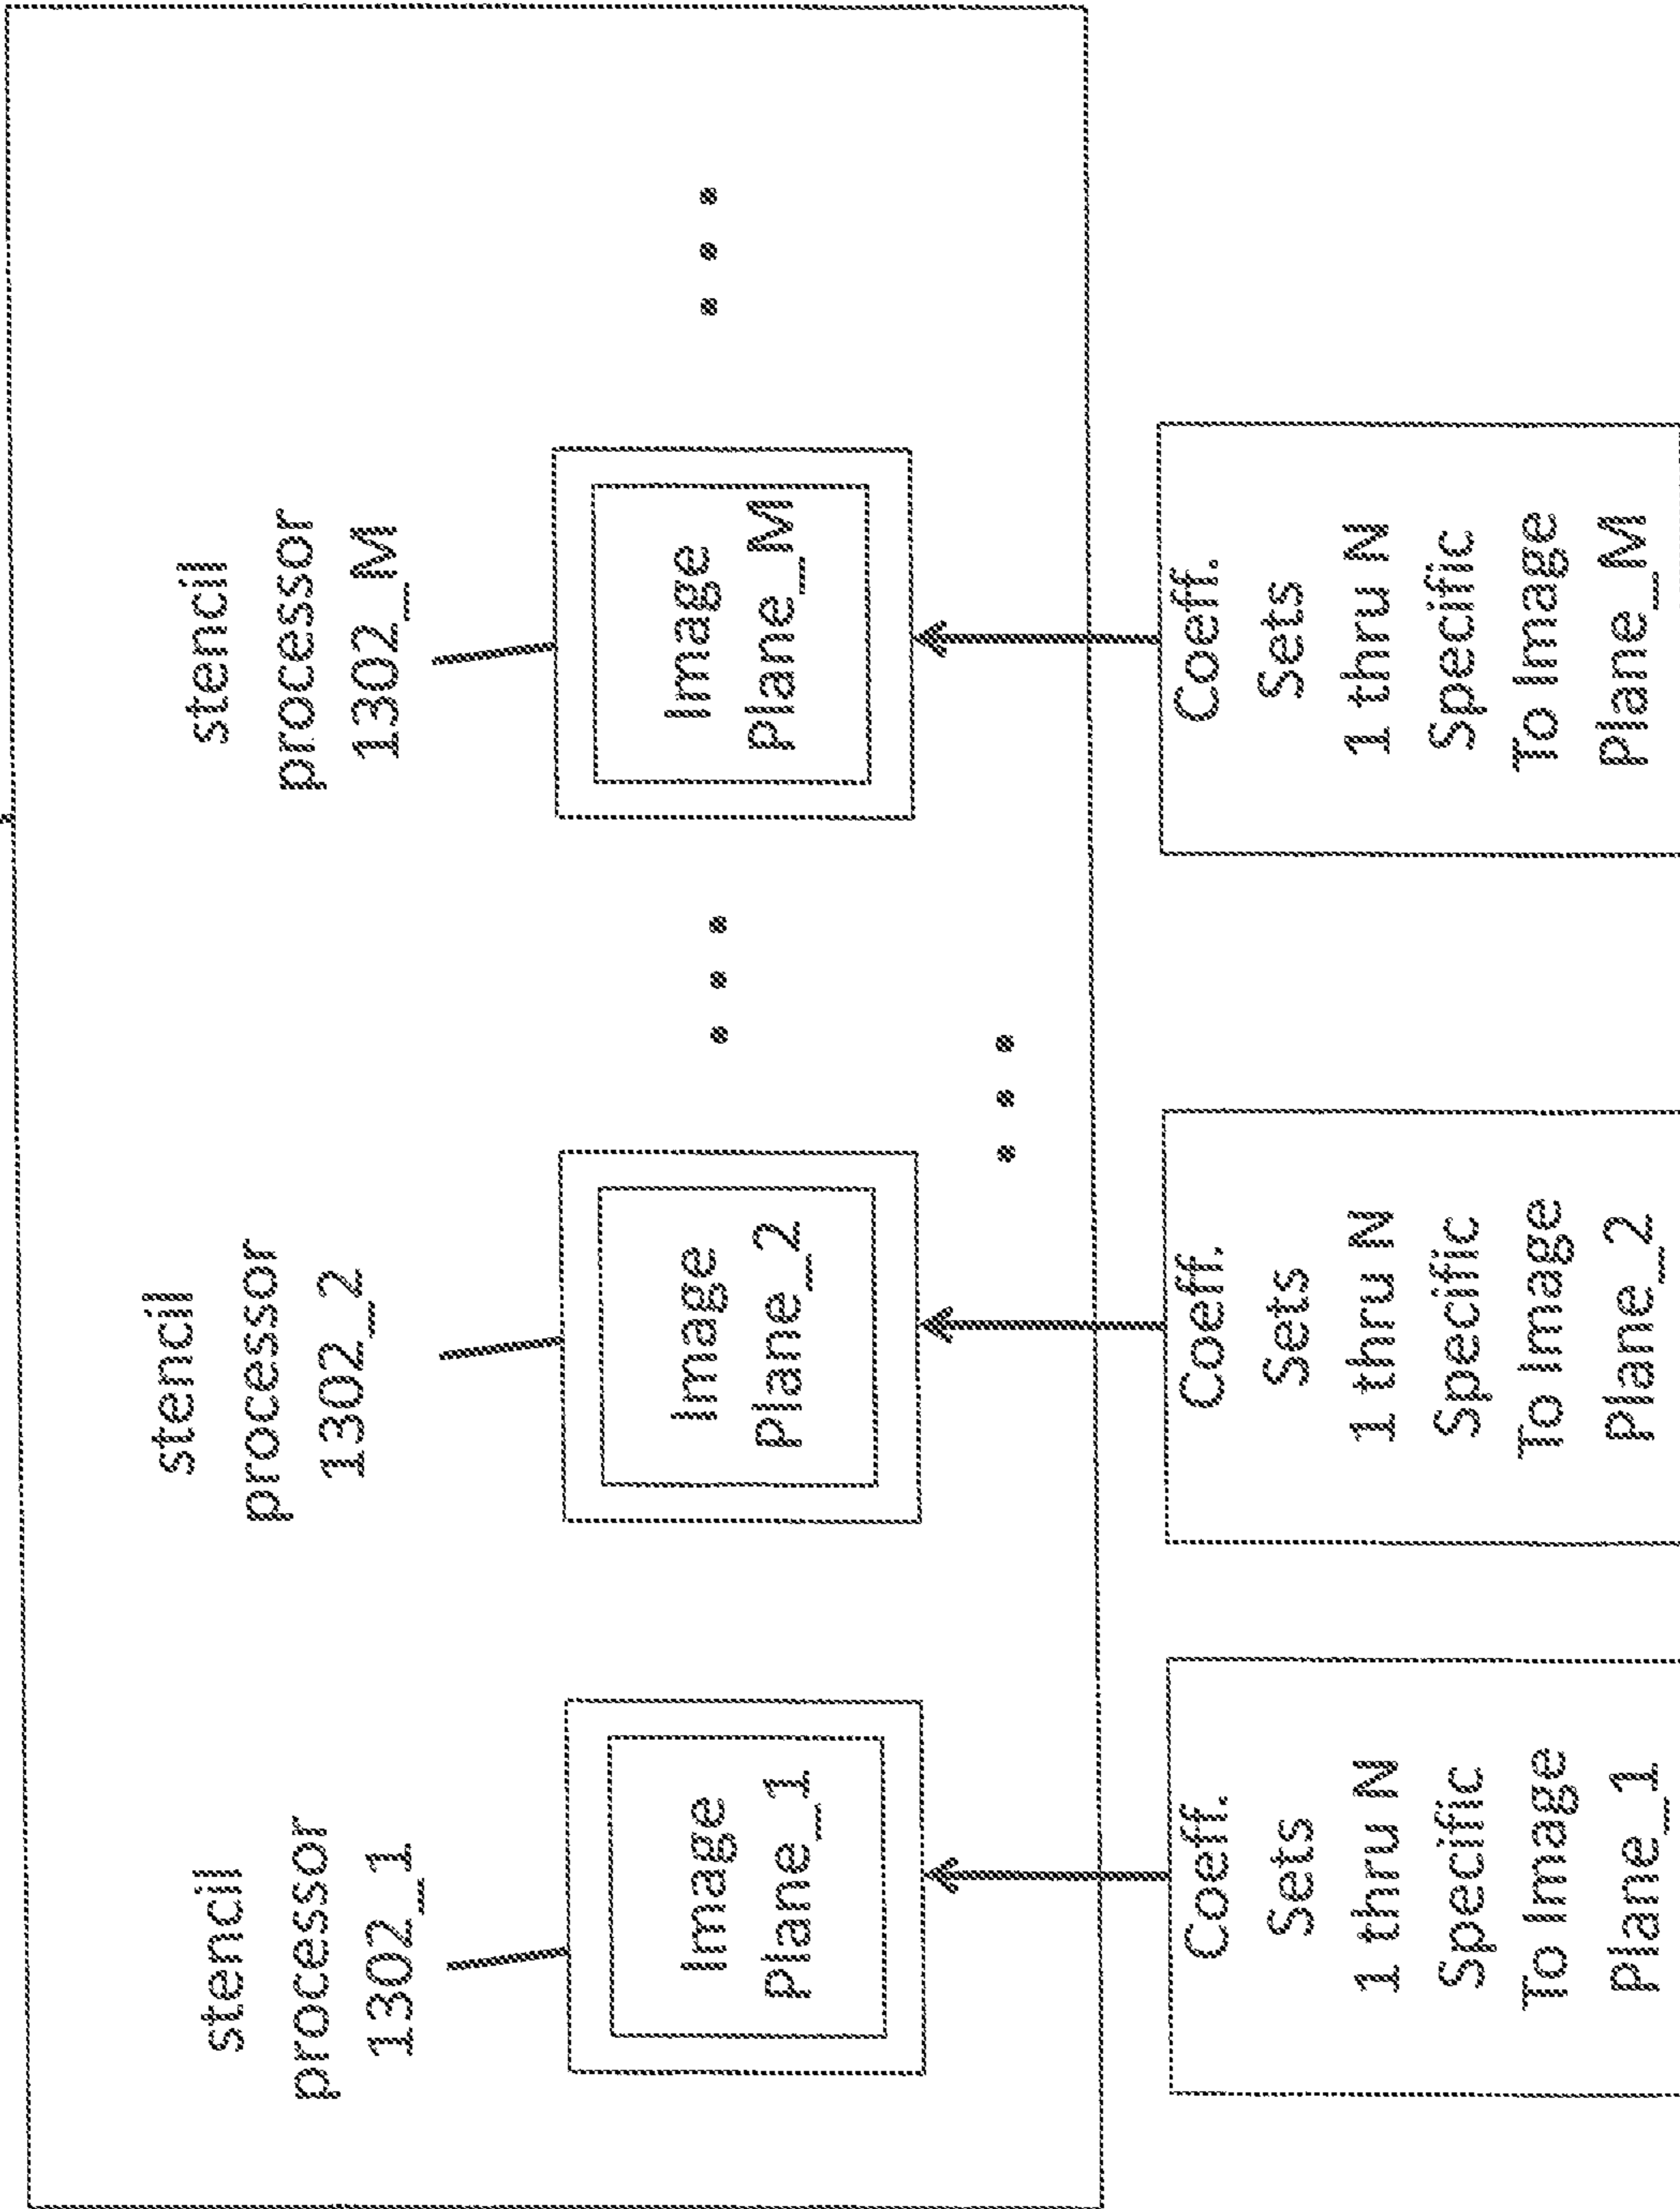 stencil
processor
1302_1
stencil
processor
1302_2
stencil
processor
1302_M
Image
Plane_1
Image
Plane_2
Image
Plane_M
Coeff.
Sets
1 thru N
Specific
To Image
Plane_1
Coeff.
Sets
1 thru N
Specific
To Image
Plane_2
Coeff.
Sets
1 thru N
Specific
To Image
Plane_M